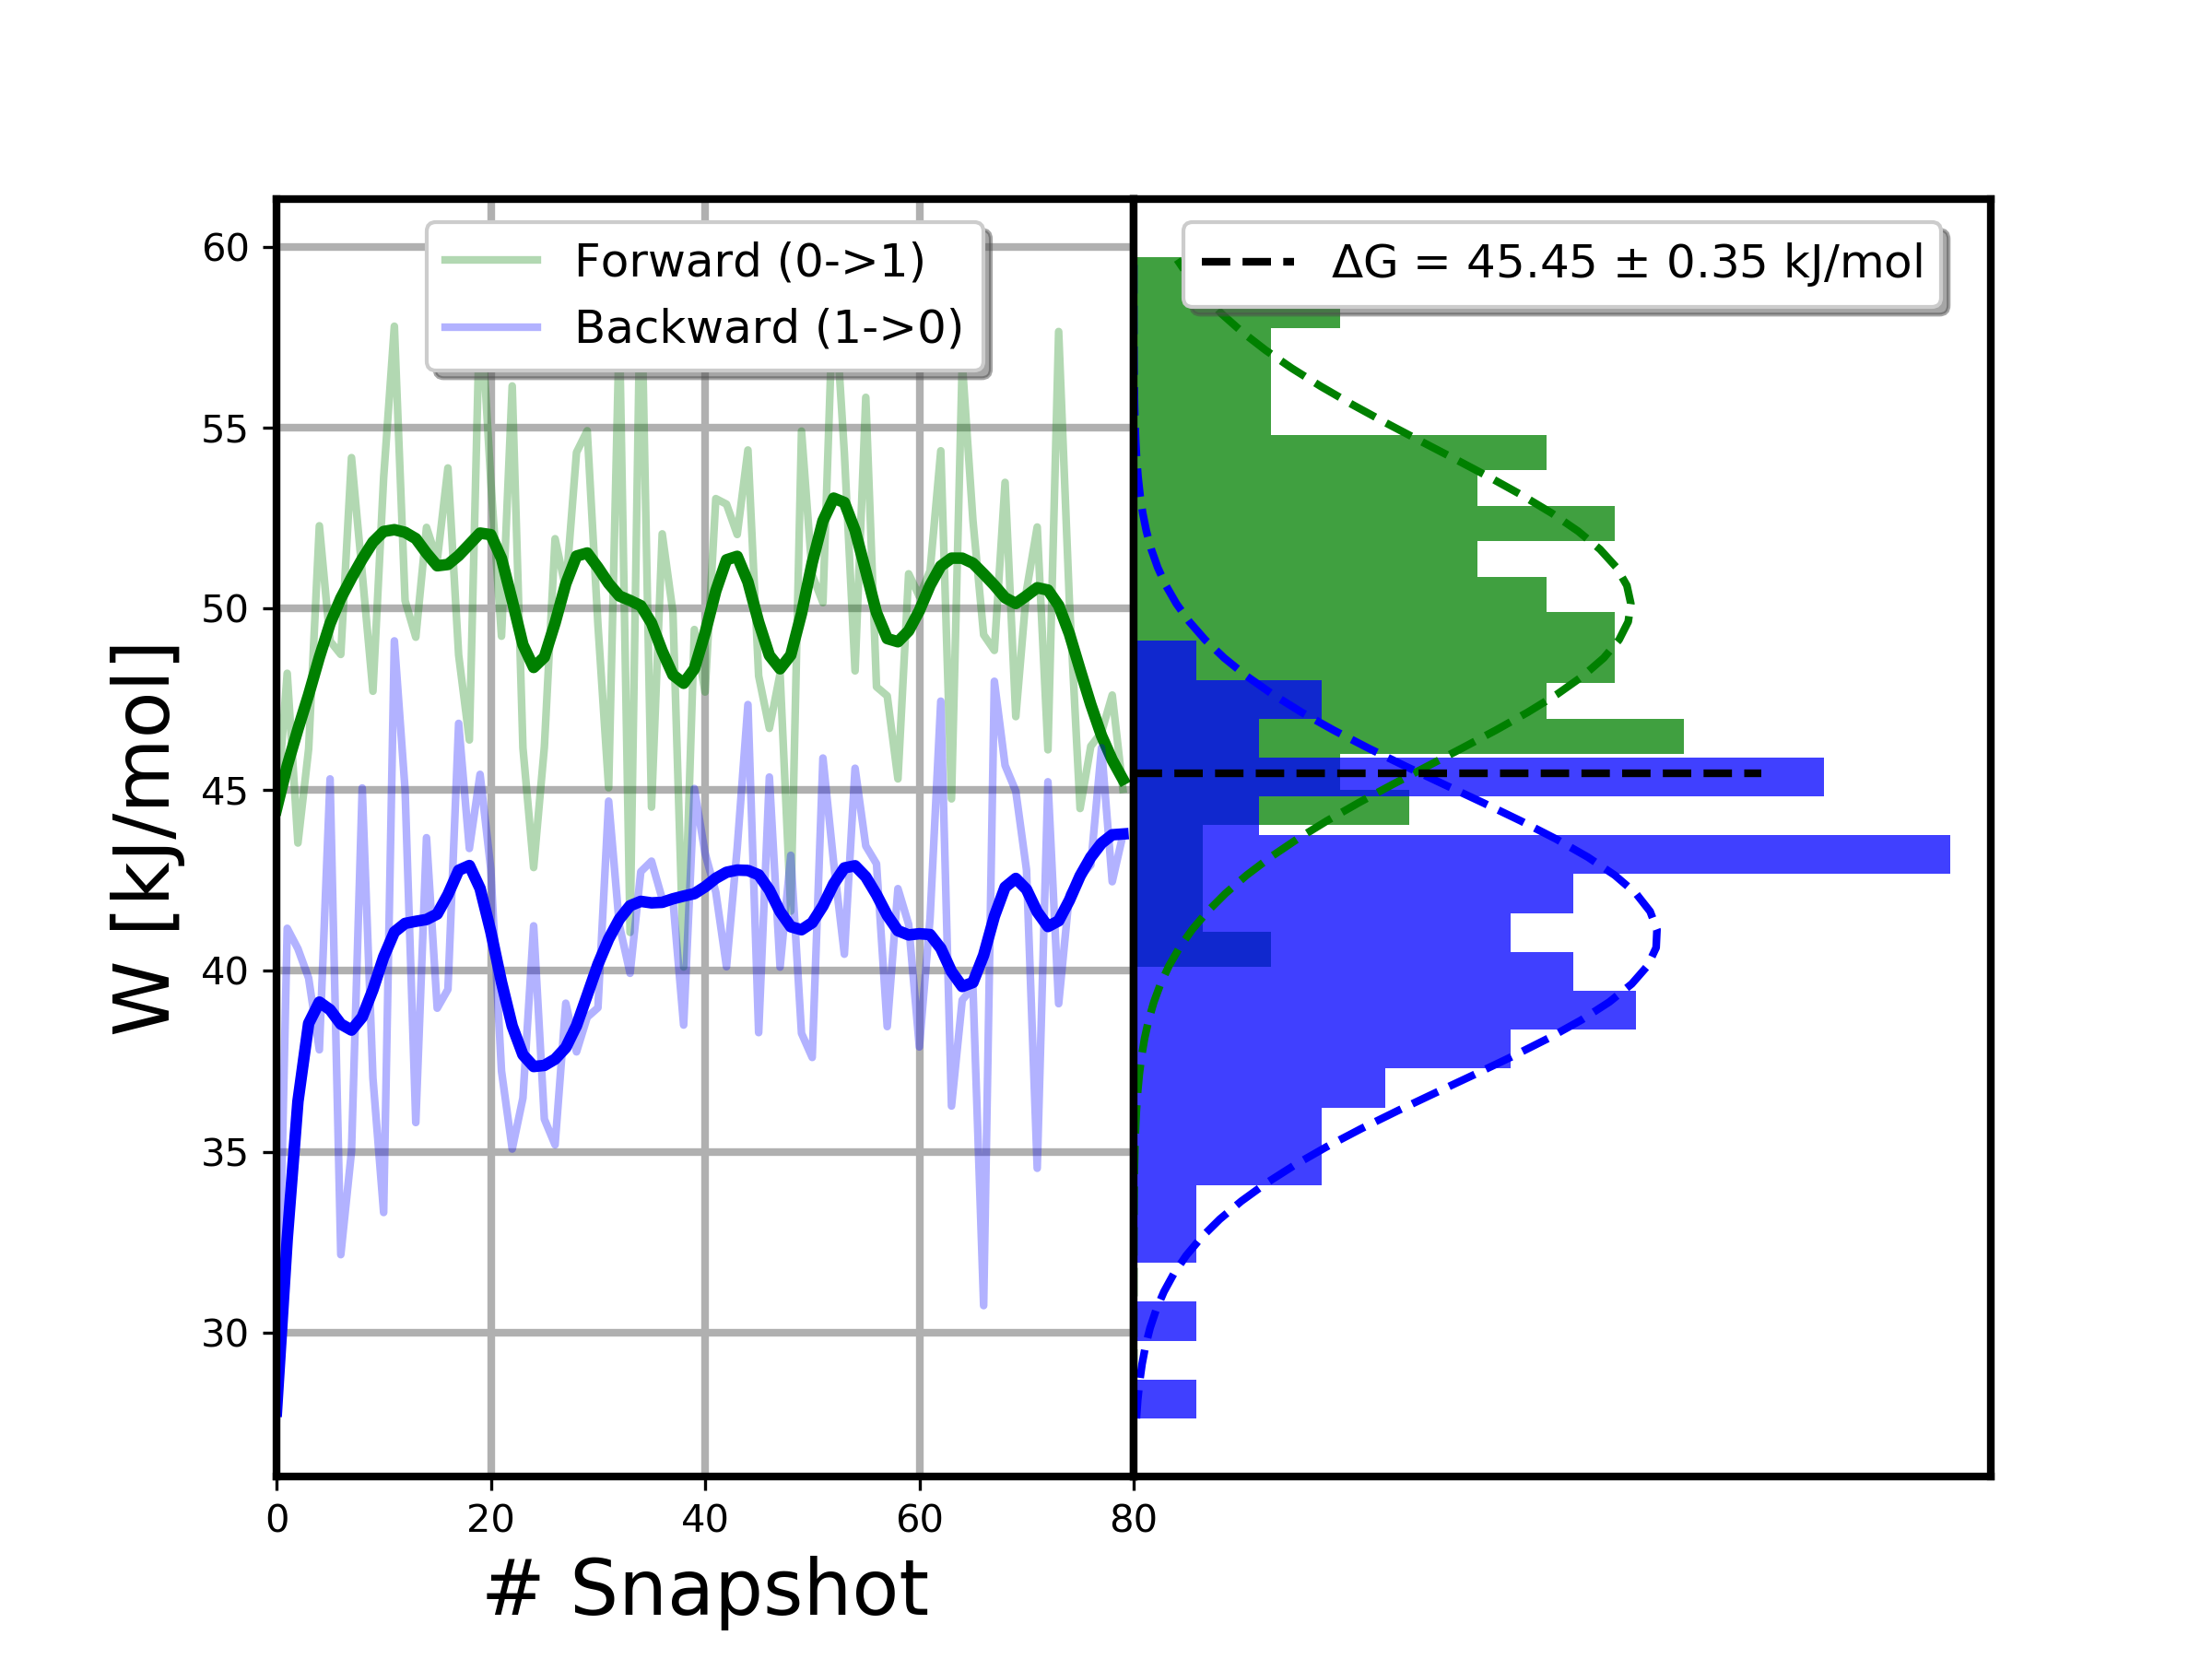 Forward (0->1)
Backward (1->0)
ΔG = 45.45 ± 0.35 kJ/mol
W [kJ/mol]
60
55
50
45
40
35
30
0 20 40 60 80
# Snapshot